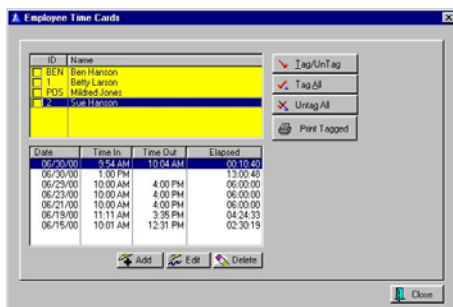 Employee Time Cards
ID Name
BEN Ben Hanson
1 Betty Larson
POS Mildred Jones
2 Sue Hanson
Tag/UnTag
Tag All
Untag All
Print Tagged
Date Time In Time Out Elapsed
06/30/00 9:54 AM 10:04 AM 00:10:40
06/30/00 1:00 PM 13:00:48
06/29/00 10:00 AM 4:00 PM 06:00:00
06/23/00 10:00 AM 4:00 PM 06:00:00
06/21/00 10:00 AM 4:00 PM 06:00:00
06/19/00 11:11 AM 3:35 PM 04:24:33
06/15/00 10:01 AM 12:31 PM 02:30:19
Add Edit Delete
Close